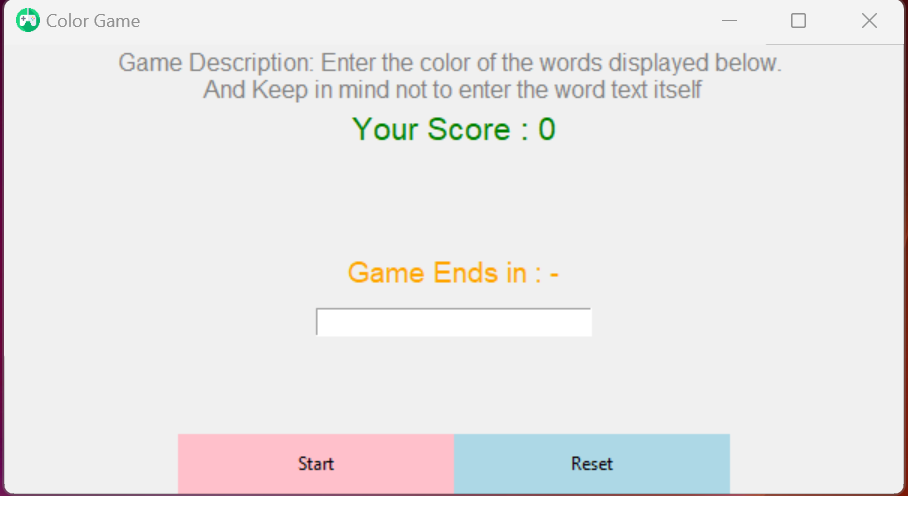 Color Game
Game Description: Enter the color of the words displayed below.
And Keep in mind not to enter the word text itself
Your Score : 0
Game Ends in : -
Start
Reset